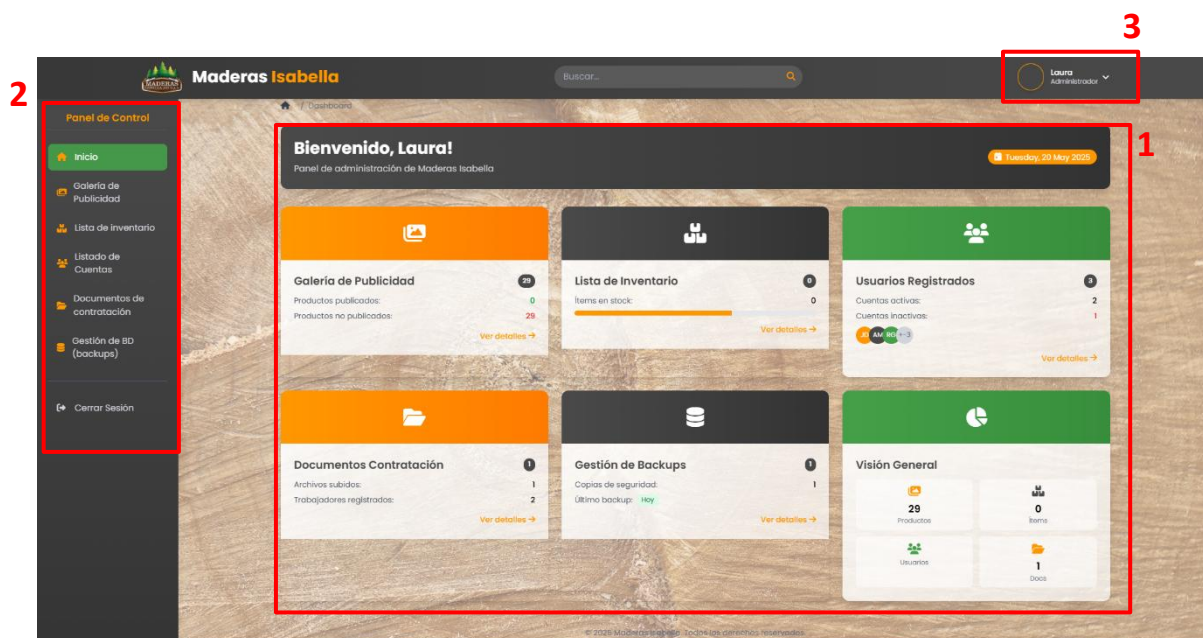 3
MADERAS
Maderas Isabella
Buscar...
Laura
Administrador
2
Panel de Control
Inicio
Galería de
Publicidad
Lista de inventario
Listado de
Cuentas
Documentos de
contratación
Gestión de BD
(backups)
Cerrar Sesión
/ Dashboard
1
Bienvenido, Laura!
Panel de administración de Maderas Isabella
Tuesday, 20 May 2025
Galería de Publicidad 29
Productos publicados: 0
Productos no publicados: 29
Ver detalles →
Lista de Inventario 0
Ítems en stock: 0
Ver detalles →
Usuarios Registrados 3
Cuentas activas: 2
Cuentas inactivas: 1
JD AM RG +-3
Ver detalles →
Documentos Contratación 1
Archivos subidos: 1
Trabajadores registrados: 2
Ver detalles →
Gestión de Backups 1
Copias de seguridad: 1
Último backup: Hoy
Ver detalles →
Visión General
29
Productos
0
Ítems
Usuarios
1
Docs
© 2025 Maderas Isabella. Todos los derechos reservados.